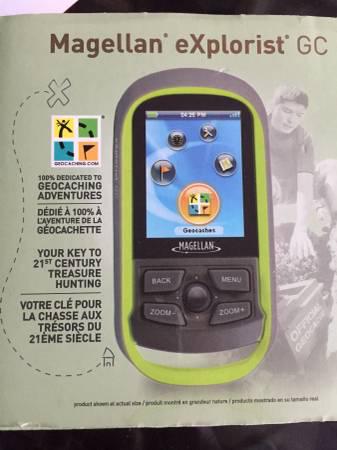 Magellan® eXplorist® GC
GEOCACHING.COM
100% DEDICATED TO
GEOCACHING
ADVENTURES
DÉDIÉ À 100% À
L'AVENTURE DE LA
GÉOCACHETTE
YOUR KEY TO
21ST CENTURY
TREASURE
HUNTING
VOTRE CLÉ POUR
LA CHASSE AUX
TRÉSORS DU
21ÈME SIÈCLE
04:25 PM
Geocaches
MAGELLAN
BACK
MENU
ZOOM–
ZOOM+
OFFICIAL
product shown at actual size / produit montré en grandeur nature / producto mostrado en su tamaño real